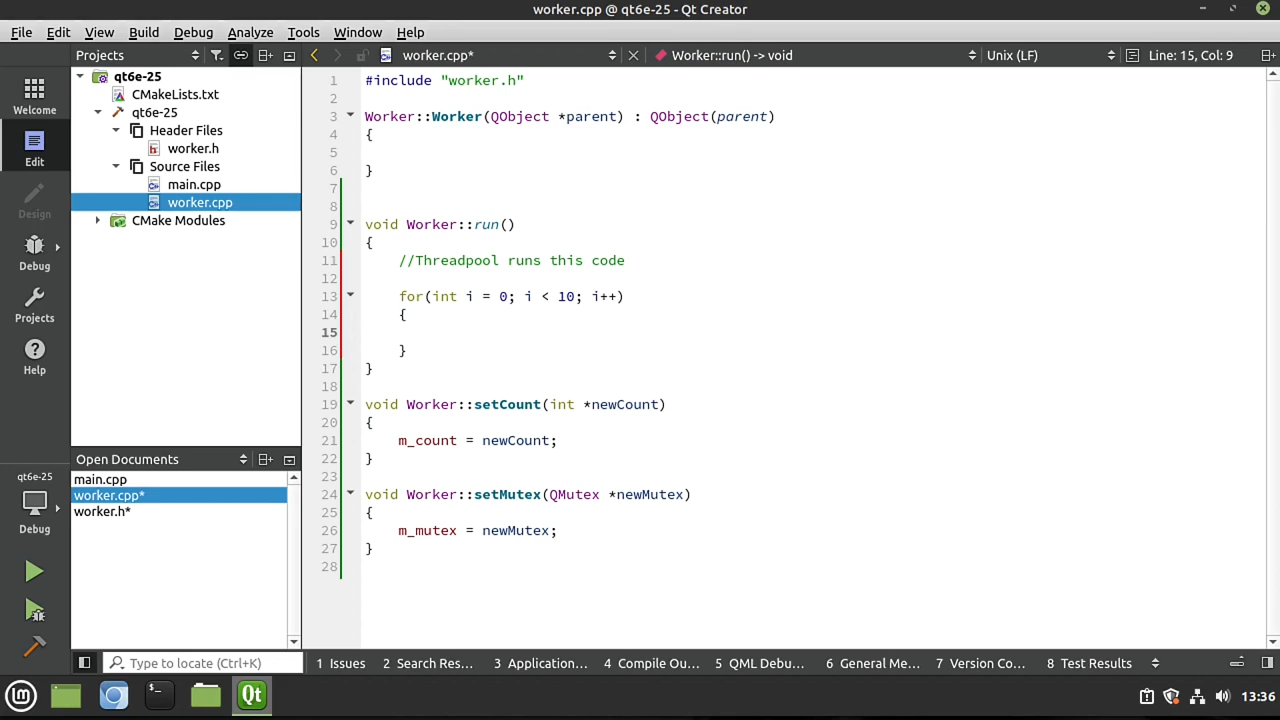 worker.cpp @ qt6e-25 - Qt Creator
File Edit View Build Debug Analyze Tools Window Help
Projects worker.cpp* Worker::run() -> void Unix (LF) Line: 15, Col: 9
Welcome
Edit
Design
Debug
Projects
Help
qt6e-25
Debug
qt6e-25
CMakeLists.txt
qt6e-25
Header Files
worker.h
Source Files
main.cpp
worker.cpp
CMake Modules
Open Documents
main.cpp
worker.cpp*
worker.h*
1 #include "worker.h"
2
3 Worker::Worker(QObject *parent) : QObject(parent)
4 {
5
6 }
7
8
9 void Worker::run()
10 {
11 //Threadpool runs this code
12
13 for(int i = 0; i < 10; i++)
14 {
15
16 }
17 }
18
19 void Worker::setCount(int *newCount)
20 {
21 m_count = newCount;
22 }
23
24 void Worker::setMutex(QMutex *newMutex)
25 {
26 m_mutex = newMutex;
27 }
28
Type to locate (Ctrl+K) 1 Issues 2 Search Res... 3 Application... 4 Compile Ou... 5 QML Debu... 6 General Me... 7 Version Co... 8 Test Results
Qt 13:36